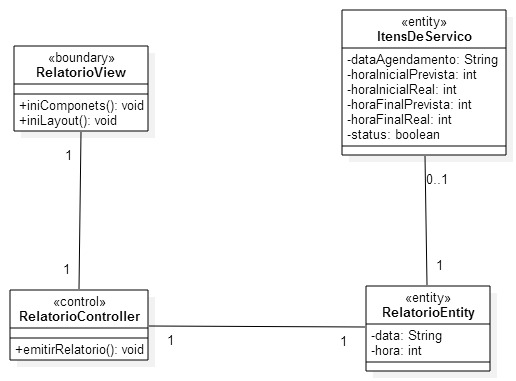 «boundary»
RelatorioView
+iniComponets(): void
+iniLayout(): void
1
1
«entity»
ItensDeServico
-dataAgendamento: String
-horaInicialPrevista: int
-horaInicialReal: int
-horaFinalPrevista: int
-horaFinalReal: int
-status: boolean
0..1
1
«control»
RelatorioController
+emitirRelatorio(): void
1
1
«entity»
RelatorioEntity
-data: String
-hora: int